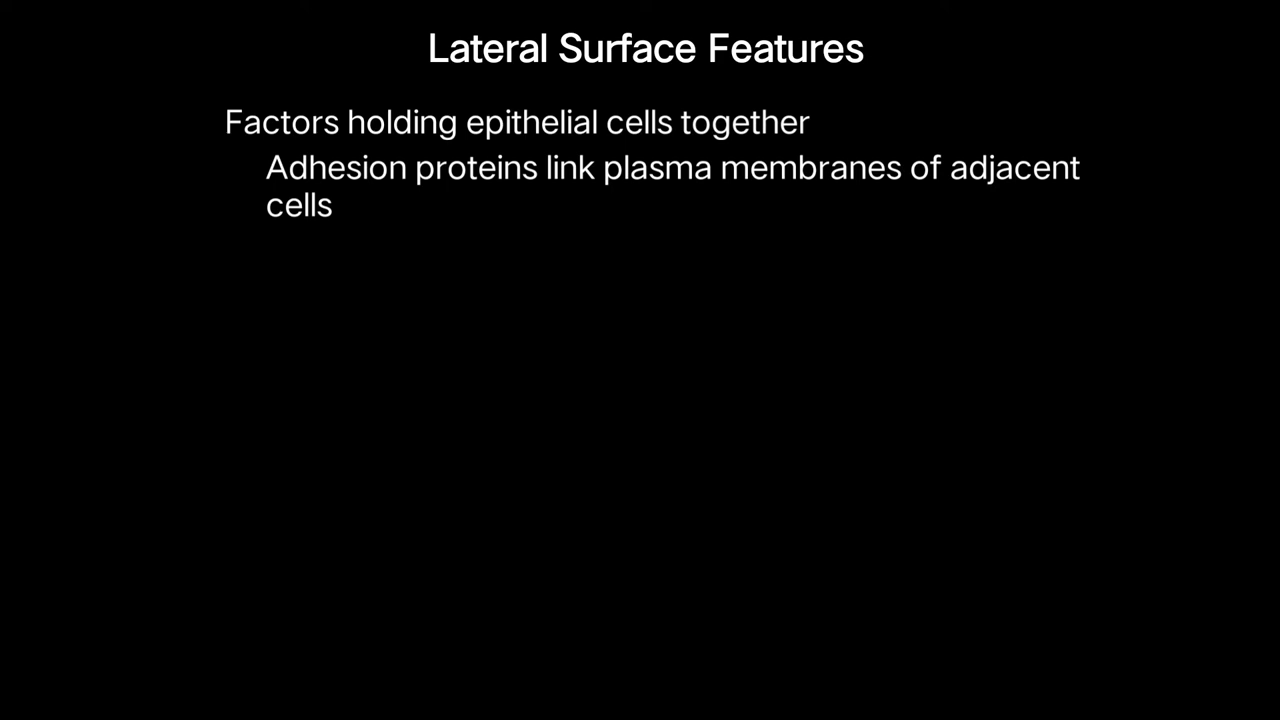 Lateral Surface Features
Factors holding epithelial cells together
Adhesion proteins link plasma membranes of adjacent
cells